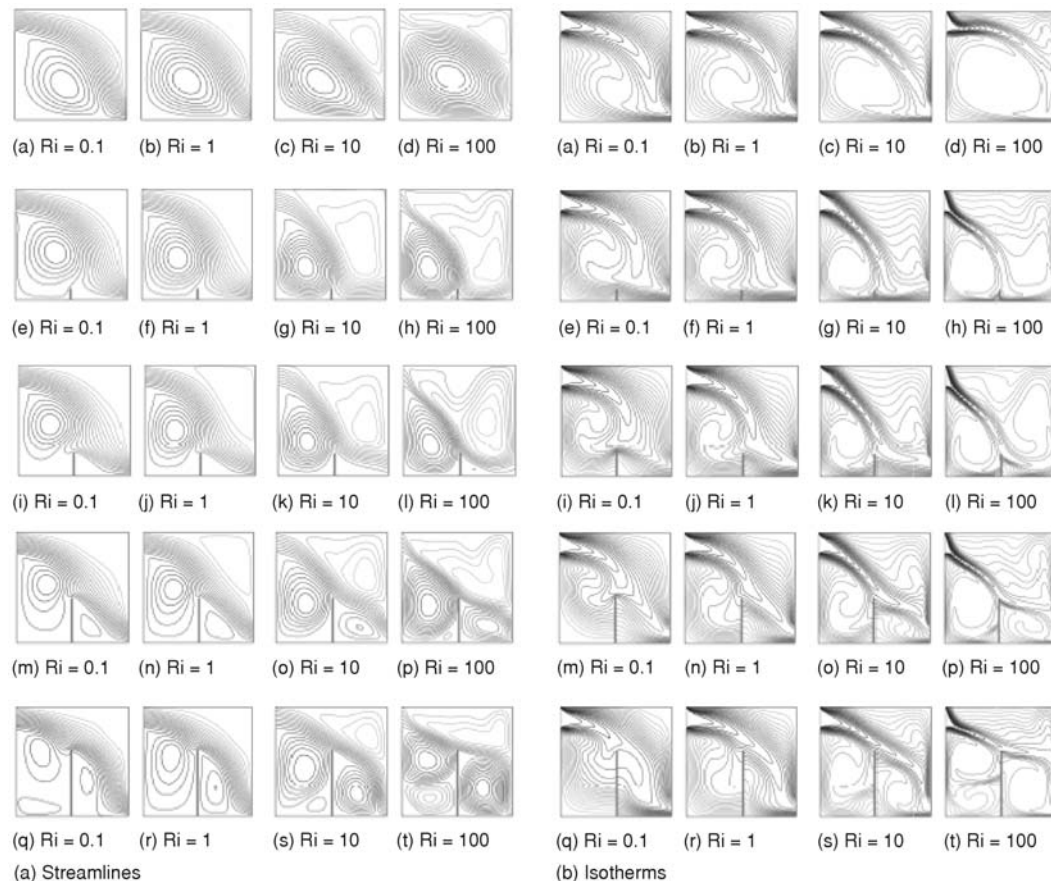 (a) Ri = 0.1 (b) Ri = 1 (c) Ri = 10 (d) Ri = 100 (a) Ri = 0.1 (b) Ri = 1 (c) Ri = 10 (d) Ri = 100
(e) Ri = 0.1 (f) Ri = 1 (g) Ri = 10 (h) Ri = 100 (e) Ri = 0.1 (f) Ri = 1 (g) Ri = 10 (h) Ri = 100
(i) Ri = 0.1 (j) Ri = 1 (k) Ri = 10 (l) Ri = 100 (i) Ri = 0.1 (j) Ri = 1 (k) Ri = 10 (l) Ri = 100
(m) Ri = 0.1 (n) Ri = 1 (o) Ri = 10 (p) Ri = 100 (m) Ri = 0.1 (n) Ri = 1 (o) Ri = 10 (p) Ri = 100
(q) Ri = 0.1 (r) Ri = 1 (s) Ri = 10 (t) Ri = 100 (q) Ri = 0.1 (r) Ri = 1 (s) Ri = 10 (t) Ri = 100
(a) Streamlines (b) Isotherms